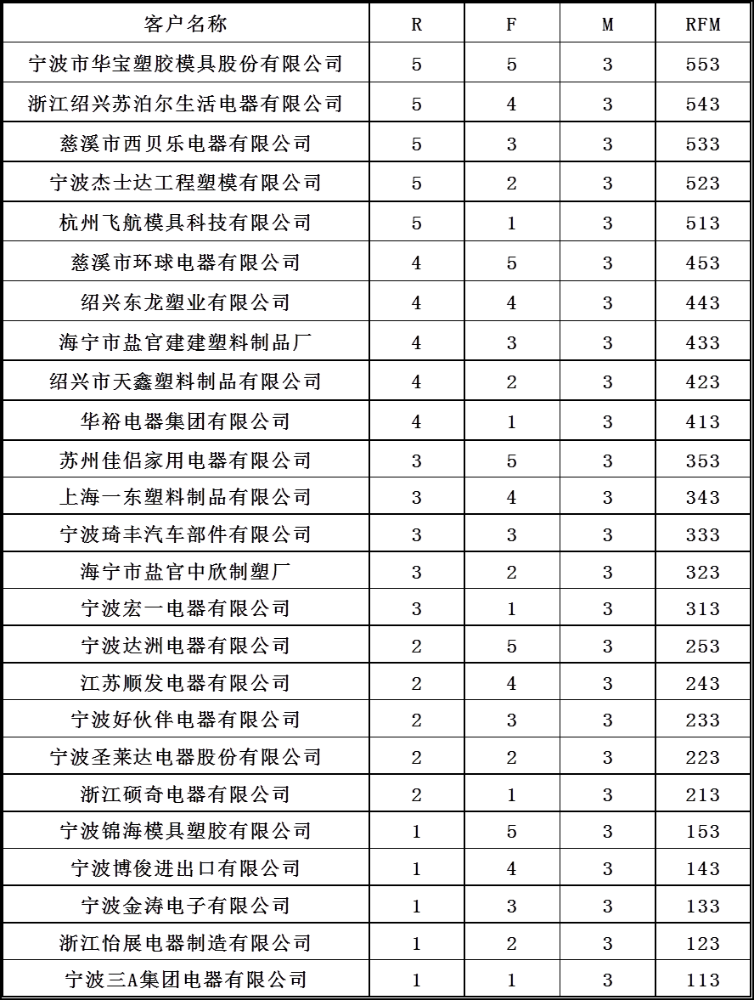 客户名称 R F M RFM
宁波市华宝塑胶模具股份有限公司 5 5 3 553
浙江绍兴苏泊尔生活电器有限公司 5 4 3 543
慈溪市西贝乐电器有限公司 5 3 3 533
宁波杰士达工程塑模有限公司 5 2 3 523
杭州飞航模具科技有限公司 5 1 3 513
慈溪市环球电器有限公司 4 5 3 453
绍兴东龙塑业有限公司 4 4 3 443
海宁市盐官建建塑料制品厂 4 3 3 433
绍兴市天鑫塑料制品有限公司 4 2 3 423
华裕电器集团有限公司 4 1 3 413
苏州佳侣家用电器有限公司 3 5 3 353
上海一东塑料制品有限公司 3 4 3 343
宁波琦丰汽车部件有限公司 3 3 3 333
海宁市盐官中欣制塑厂 3 2 3 323
宁波宏一电器有限公司 3 1 3 313
宁波达洲电器有限公司 2 5 3 253
江苏顺发电器有限公司 2 4 3 243
宁波好伙伴电器有限公司 2 3 3 233
宁波圣莱达电器股份有限公司 2 2 3 223
浙江硕奇电器有限公司 2 1 3 213
宁波锦海模具塑胶有限公司 1 5 3 153
宁波博俊进出口有限公司 1 4 3 143
宁波金涛电子有限公司 1 3 3 133
浙江怡展电器制造有限公司 1 2 3 123
宁波三A集团电器有限公司 1 1 3 113